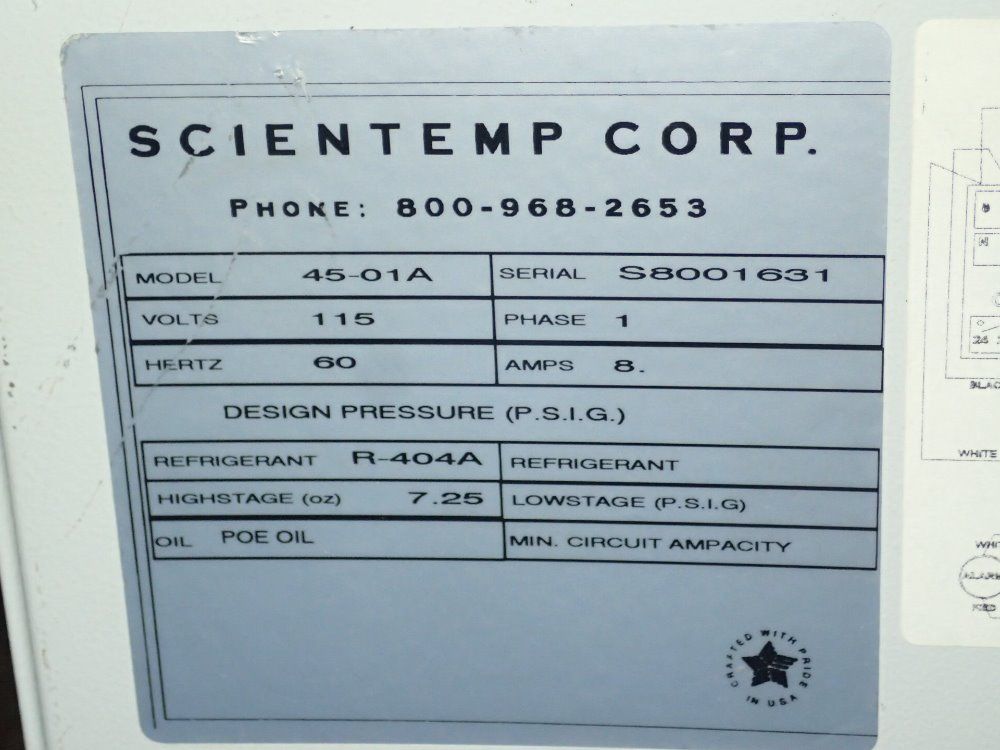 SCIENTEMP CORP.
PHONE: 800-968-2653
MODEL 45-01A SERIAL S8001631
VOLTS 115 PHASE 1
HERTZ 60 AMPS 8.
DESIGN PRESSURE (P.S.I.G.)
REFRIGERANT R-404A REFRIGERANT
HIGHSTAGE (oz) 7.25 LOWSTAGE (P.S.I.G)
OIL POE OIL MIN. CIRCUIT AMPACITY
CRAFTED WITH PRIDE
IN USA
N
24
WHITE